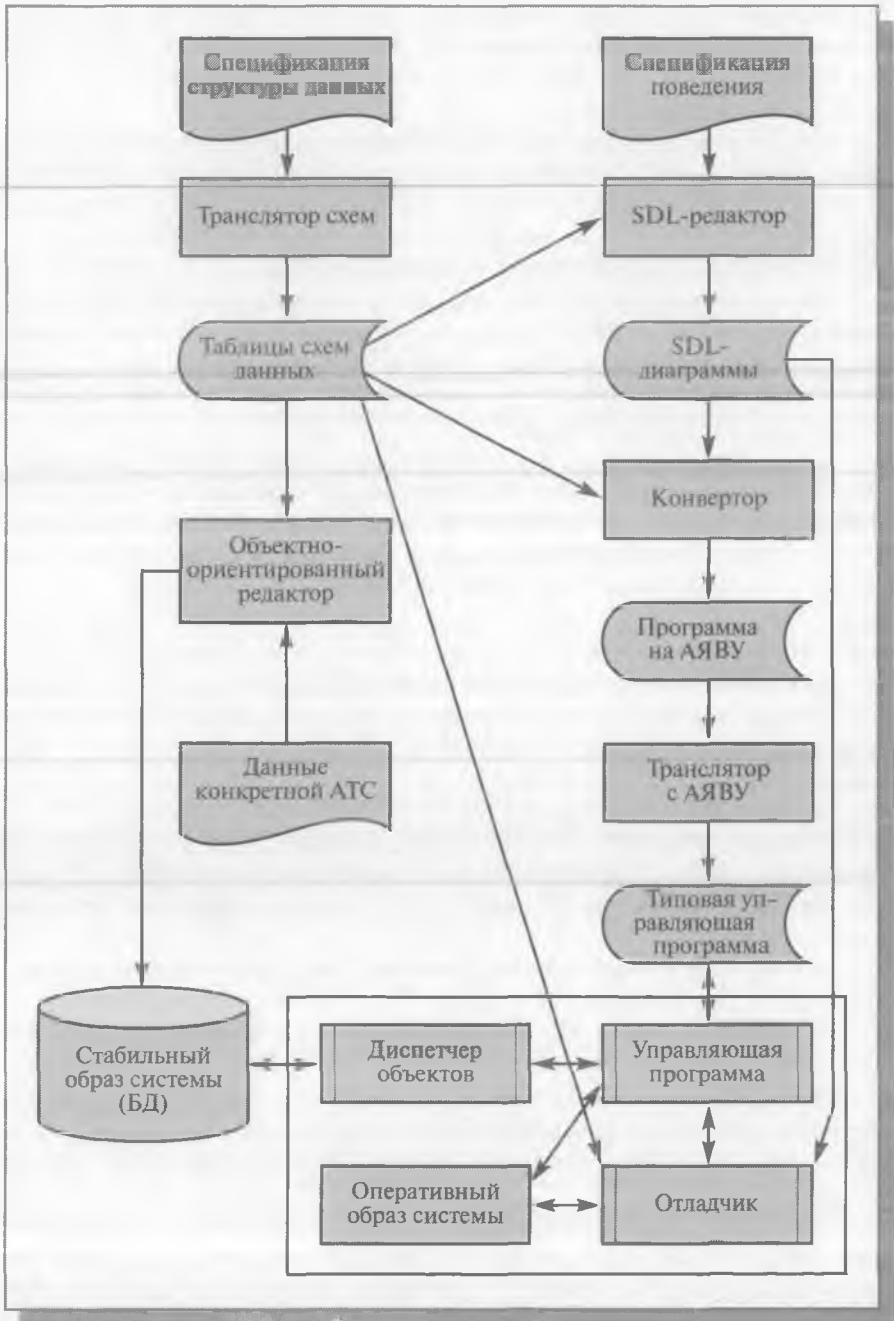 Спецификация
структуры данных
Спецификация
поведения
Транслятор схем
SDL-редактор
Таблицы схем
данных
SDL-
диаграммы
Конвертор
Объектно-
ориентированный
редактор
Программа
на АЯВУ
Данные
конкретной АТС
Транслятор
с АЯВУ
Типовая уп-
равляющая
программа
Стабильный
образ системы
(БД)
Диспетчер
объектов
Управляющая
программа
Оперативный
образ системы
Отладчик